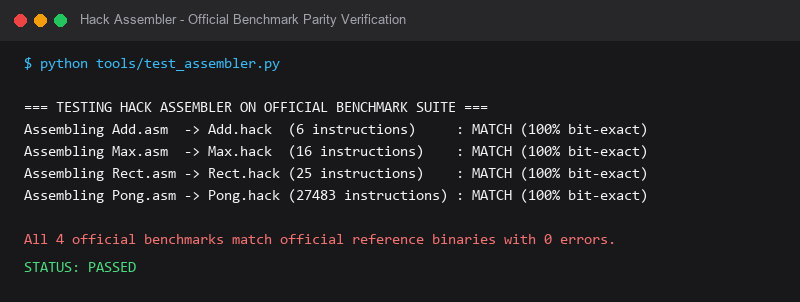 Hack Assembler - Official Benchmark Parity Verification
$ python tools/test_assembler.py
=== TESTING HACK ASSEMBLER ON OFFICIAL BENCHMARK SUITE ===
Assembling Add.asm  -> Add.hack  (6 instructions)     : MATCH (100% bit-exact)
Assembling Max.asm  -> Max.hack  (16 instructions)    : MATCH (100% bit-exact)
Assembling Rect.asm -> Rect.hack (25 instructions)    : MATCH (100% bit-exact)
Assembling Pong.asm -> Pong.hack (27483 instructions) : MATCH (100% bit-exact)
All 4 official benchmarks match official reference binaries with 0 errors.
STATUS: PASSED